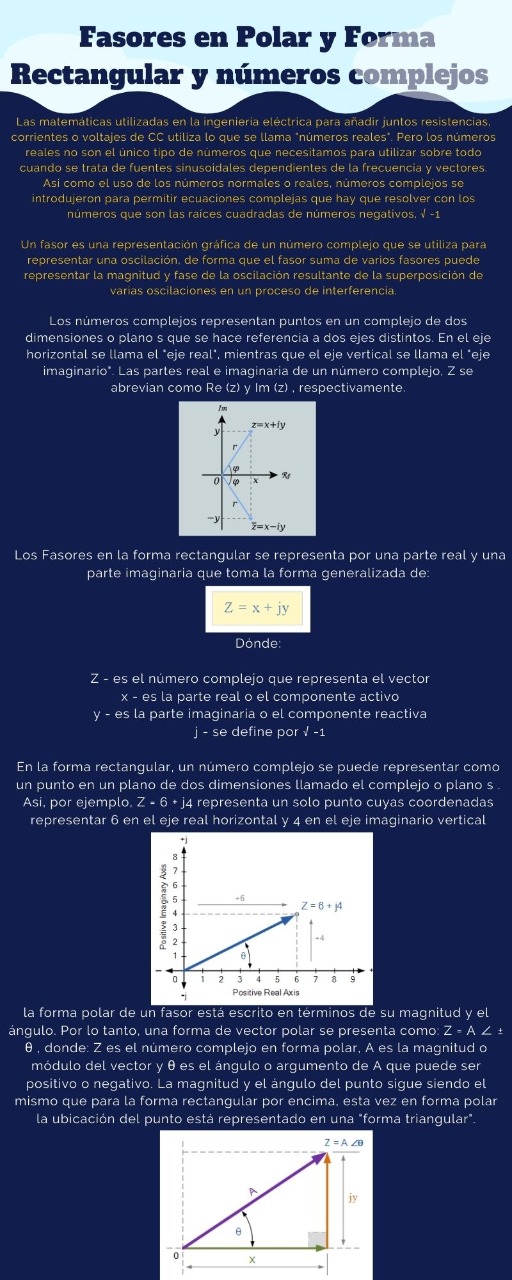 Fasores en Polar y Forma
Rectangular y números complejos
Las matemáticas utilizadas en la ingeniería eléctrica para añadir juntos resistencias,
corrientes o voltajes de CC utiliza lo que se llama "números reales". Pero los números
reales no son el único tipo de números que necesitamos para utilizar sobre todo
cuando se trata de fuentes sinusoidales dependientes de la frecuencia y vectores.
Así como el uso de los números normales o reales, números complejos se
introdujeron para permitir ecuaciones complejas que hay que resolver con los
números que son las raíces cuadradas de números negativos, √ -1
Un fasor es una representación gráfica de un número complejo que se utiliza para
representar una oscilación, de forma que el fasor suma de varios fasores puede
representar la magnitud y fase de la oscilación resultante de la superposición de
varias oscilaciones en un proceso de interferencia.
Los números complejos representan puntos en un complejo de dos
dimensiones o plano s que se hace referencia a dos ejes distintos. En el eje
horizontal se llama el "eje real", mientras que el eje vertical se llama el "eje
imaginario". Las partes real e imaginaria de un número complejo, Z se
abrevian como Re (z) y Im (z) , respectivamente.
Im
y
z=x+iy
r
φ
0
φ
x
Re
r
−y
z̄=x−iy
Los Fasores en la forma rectangular se representa por una parte real y una
parte imaginaria que toma la forma generalizada de:
Z = x + jy
Dónde:
Z - es el número complejo que representa el vector
x - es la parte real o el componente activo
y - es la parte imaginaria o el componente reactiva
j - se define por √ -1
En la forma rectangular, un número complejo se puede representar como
un punto en un plano de dos dimensiones llamado el complejo o plano s .
Así, por ejemplo, Z = 6 + j4 representa un solo punto cuyas coordenadas
representar 6 en el eje real horizontal y 4 en el eje imaginario vertical
+j
8
7
6
5
4
3
2
1
Positive Imaginary Axis
+6
Z = 6 + j4
+4
θ
0 1 2 3 4 5 6 7 8 9 +
-j
Positive Real Axis
la forma polar de un fasor está escrito en términos de su magnitud y el
ángulo. Por lo tanto, una forma de vector polar se presenta como: Z = A ∠ ±
θ , donde: Z es el número complejo en forma polar, A es la magnitud o
módulo del vector y θ es el ángulo o argumento de A que puede ser
positivo o negativo. La magnitud y el ángulo del punto sigue siendo el
mismo que para la forma rectangular por encima, esta vez en forma polar
la ubicación del punto está representado en una "forma triangular".
Z = A ∠θ
A
jy
θ
0
X